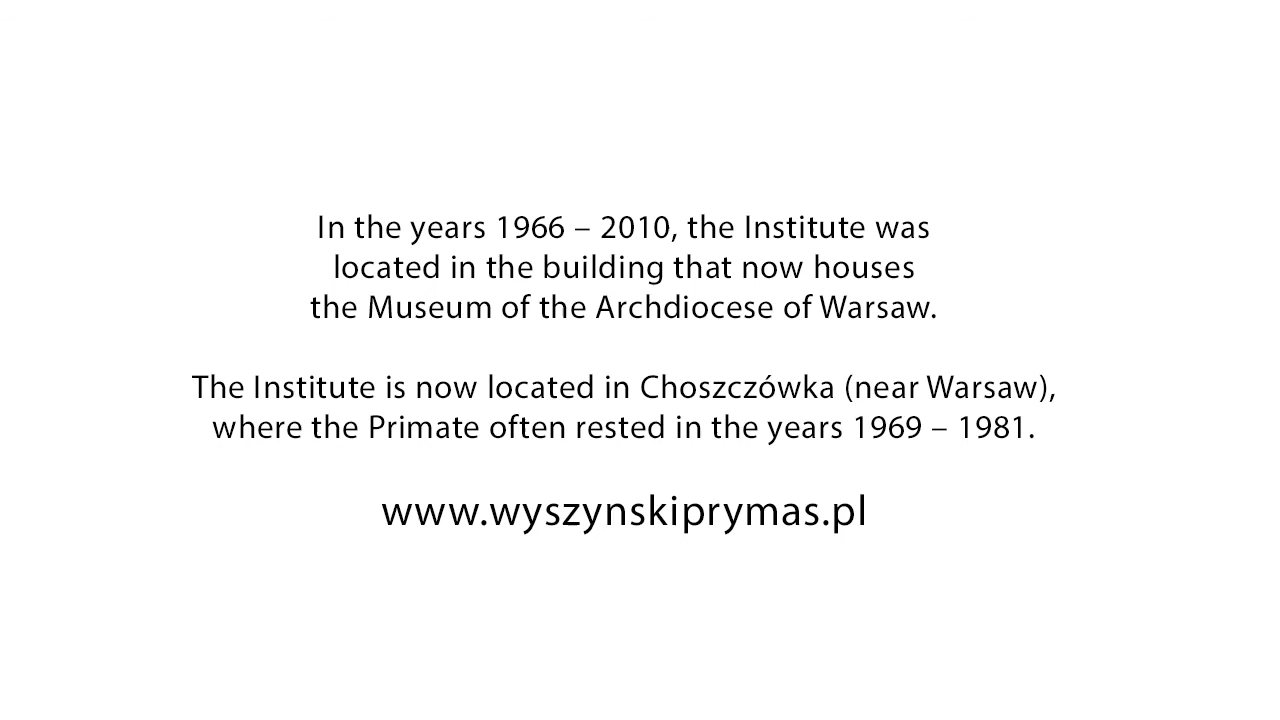 In the years 1966 – 2010, the Institute was
located in the building that now houses
the Museum of the Archdiocese of Warsaw.
The Institute is now located in Choszczówka (near Warsaw),
where the Primate often rested in the years 1969 – 1981.
www.wyszynskiprymas.pl